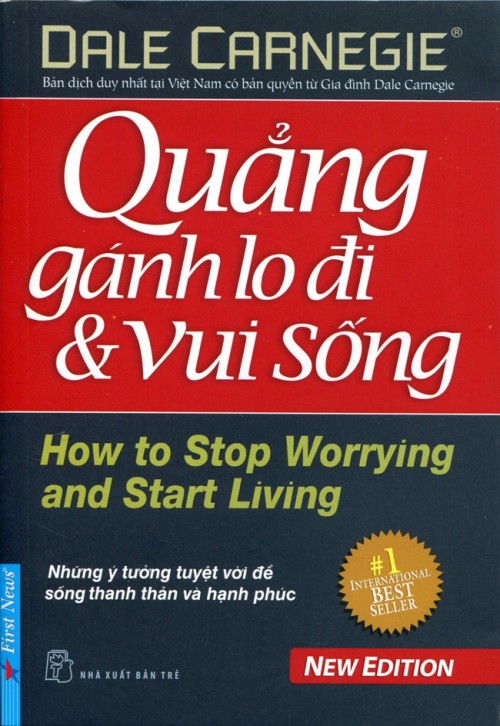 DALE CARNEGIE®
Bản dịch duy nhất tại Việt Nam có bản quyền từ Gia đình Dale Carnegie
Quẳng
gánh lo đi
& vui sống
How to Stop Worrying
and Start Living
Những ý tưởng tuyệt vời để
sống thanh thản và hạnh phúc
#1
INTERNATIONAL
BEST
SELLER
First News
NHÀ XUẤT BẢN TRẺ
NEW EDITION